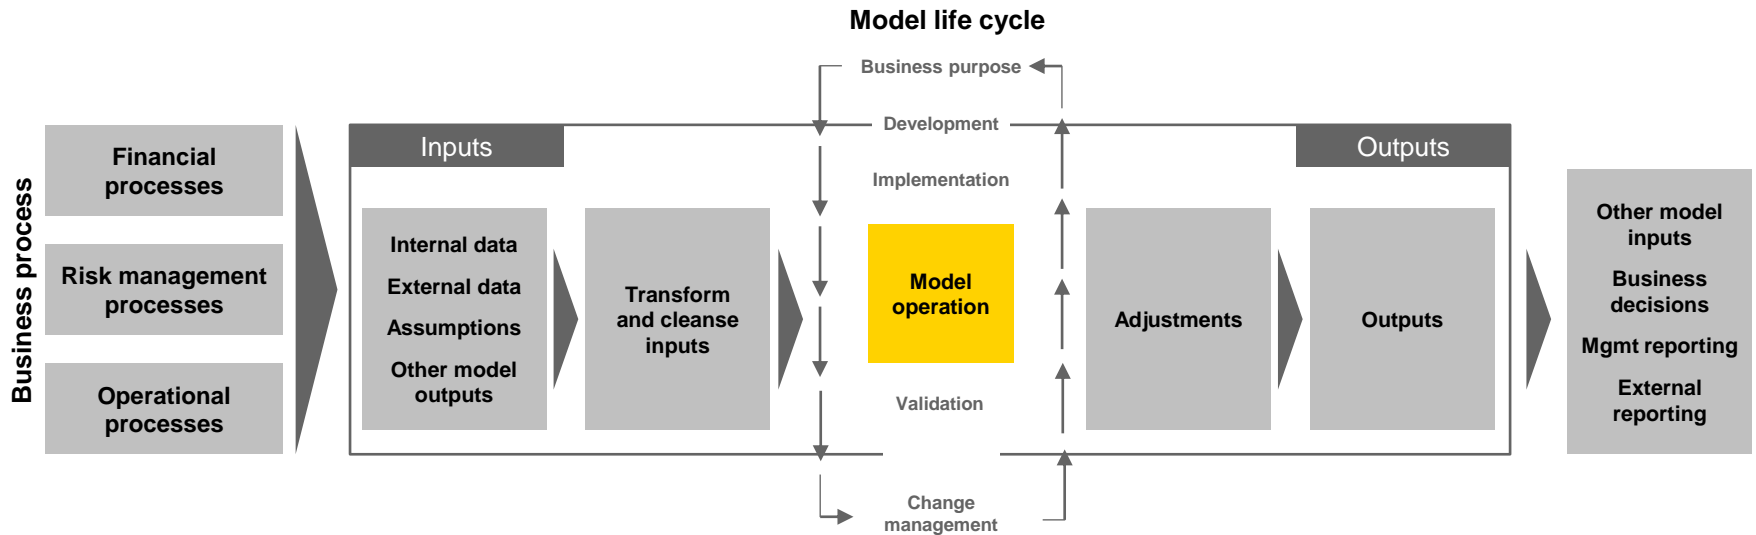 Model life cycle
Business purpose
Development
Implementation
Business process
Financial
processes
Risk management
processes
Operational
processes
Inputs
Internal data
External data
Assumptions
Other model
outputs
Transform
and cleanse
inputs
Model
operation
Validation
Change
management
Adjustments
Outputs
Outputs
Other model
inputs
Business
decisions
Mgmt reporting
External
reporting